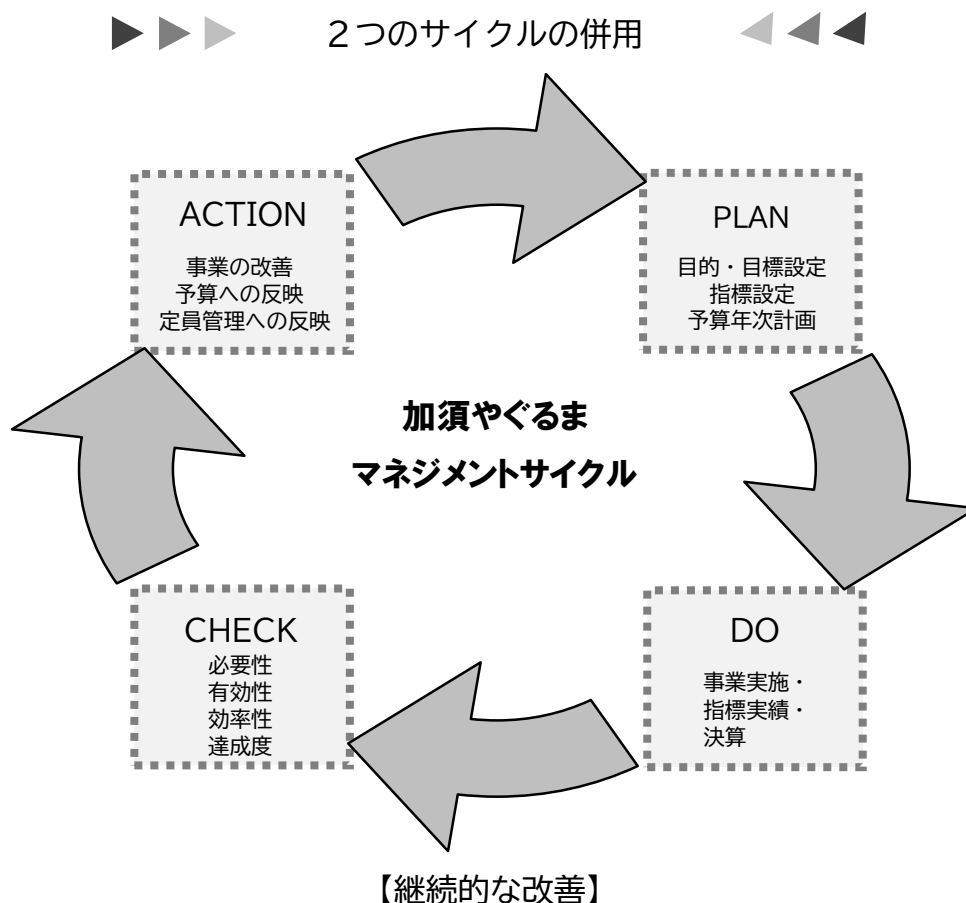 ２つのサイクルの併用
ACTION
事業の改善
予算への反映
定員管理への反映
PLAN
目的・目標設定
指標設定
予算年次計画
加須やぐるま
マネジメントサイクル
CHECK
必要性
有効性
効率性
達成度
DO
事業実施・
指標実績・
決算
【継続的な改善】